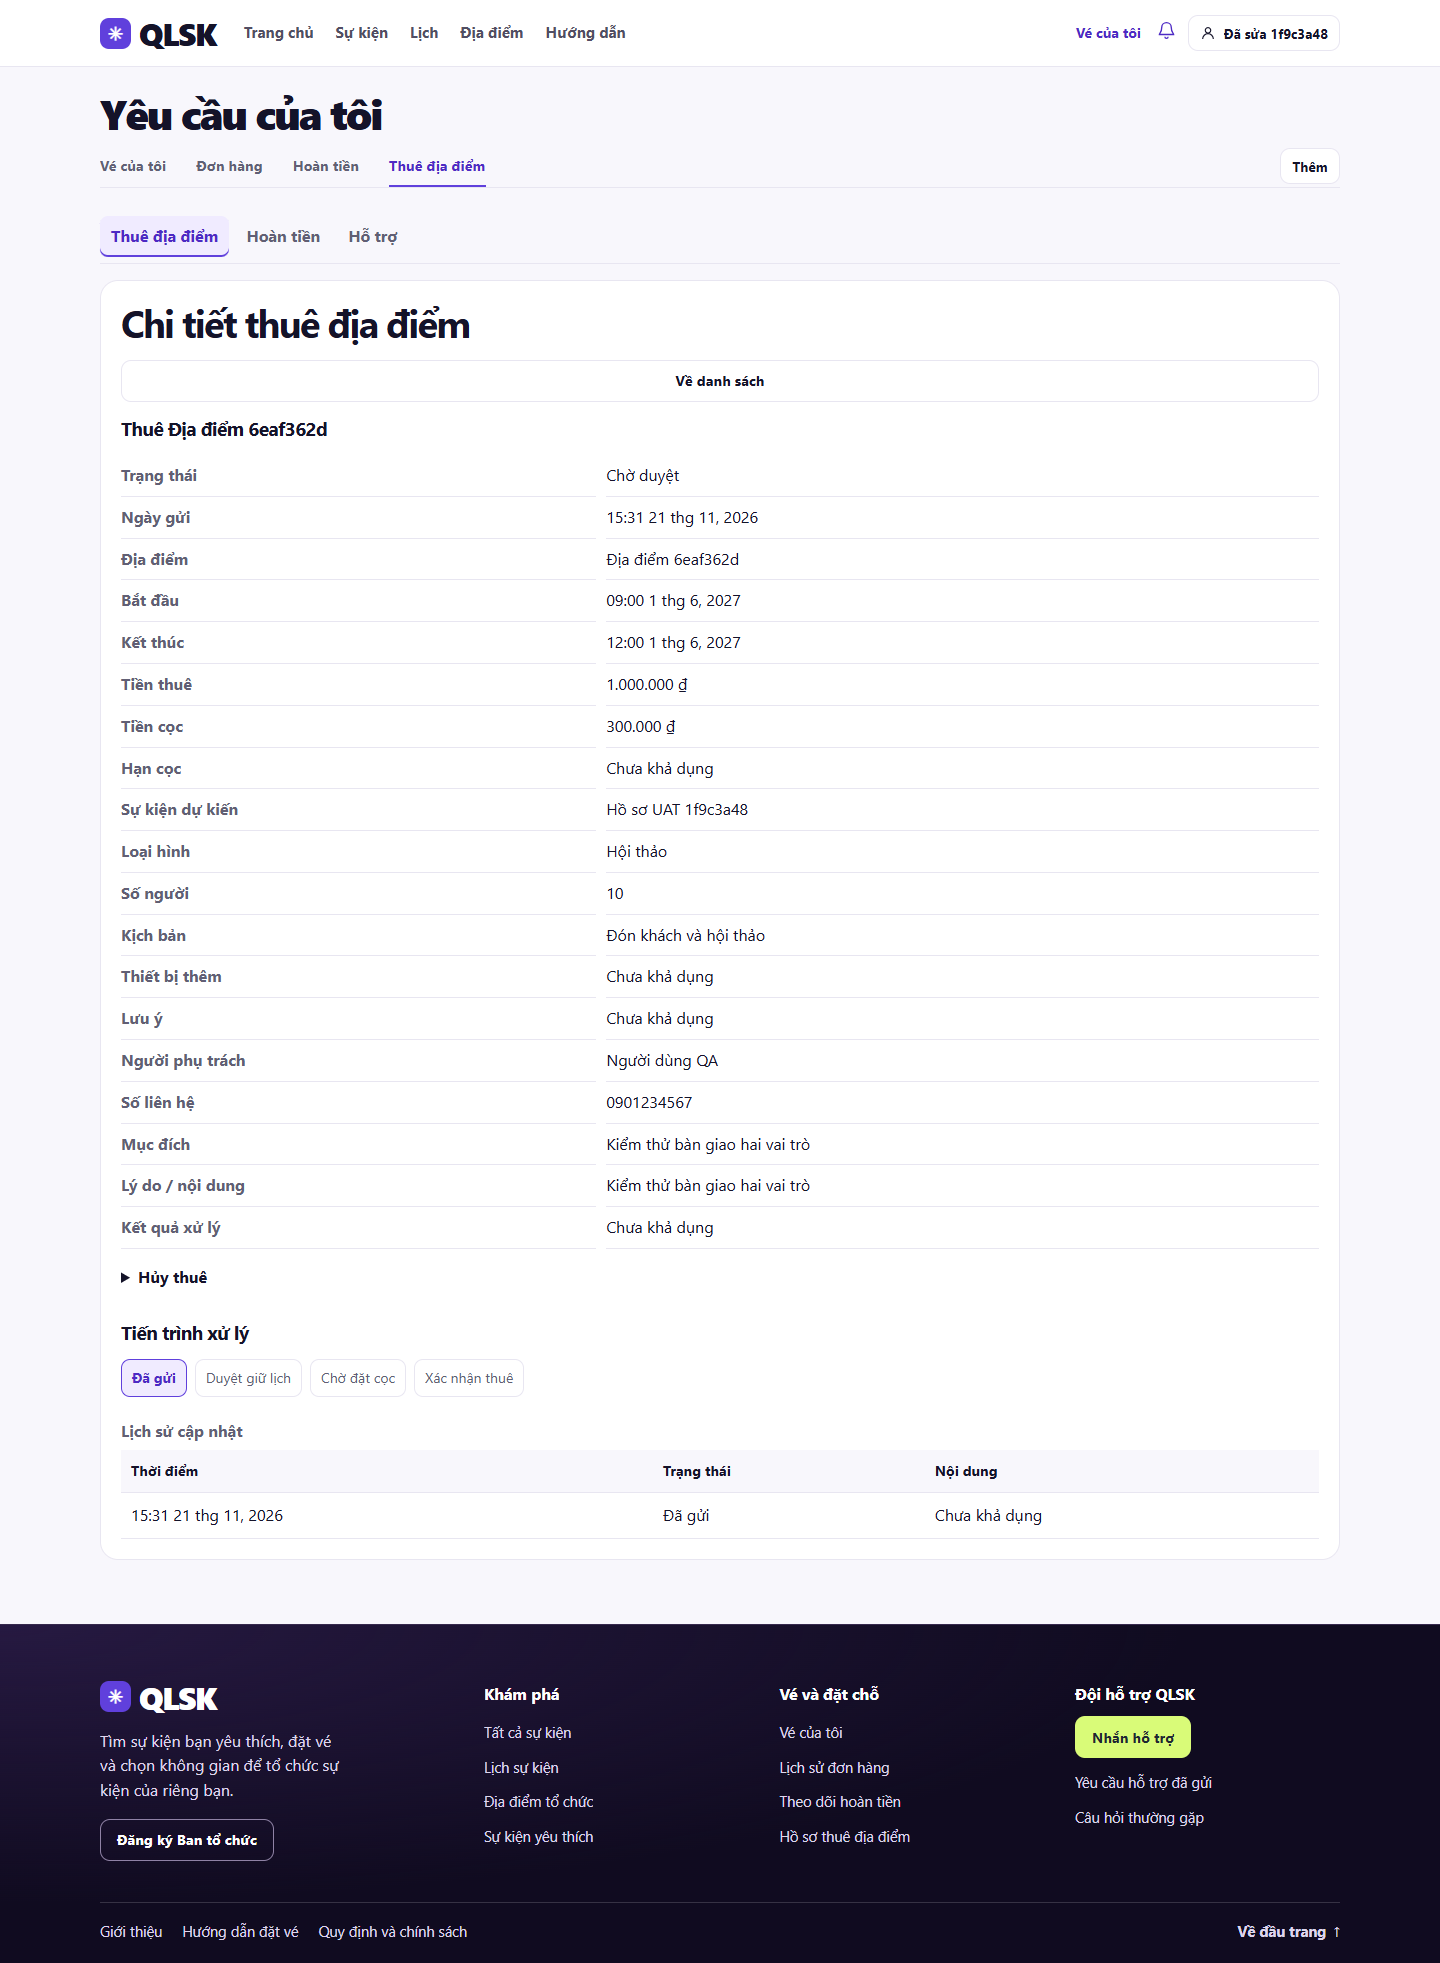 QLSK
Trang chủ
Sự kiện
Lịch
Địa điểm
Hướng dẫn
Vé của tôi
Đã sửa 1f9c3a48
Yêu cầu của tôi
Vé của tôi
Đơn hàng
Hoàn tiền
Thuê địa điểm
Thêm
Thuê địa điểm
Hoàn tiền
Hỗ trợ
Chi tiết thuê địa điểm
Về danh sách
Thuê Địa điểm 6eaf362d
Trạng thái
Chờ duyệt
Ngày gửi
15:31 21 thg 11, 2026
Địa điểm
Địa điểm 6eaf362d
Bắt đầu
09:00 1 thg 6, 2027
Kết thúc
12:00 1 thg 6, 2027
Tiền thuê
1.000.000 ₫
Tiền cọc
300.000 ₫
Hạn cọc
Chưa khả dụng
Sự kiện dự kiến
Hồ sơ UAT 1f9c3a48
Loại hình
Hội thảo
Số người
10
Kịch bản
Đón khách và hội thảo
Thiết bị thêm
Chưa khả dụng
Lưu ý
Chưa khả dụng
Người phụ trách
Người dùng QA
Số liên hệ
0901234567
Mục đích
Kiểm thử bàn giao hai vai trò
Lý do / nội dung
Kiểm thử bàn giao hai vai trò
Kết quả xử lý
Chưa khả dụng
Hủy thuê
Tiến trình xử lý
Đã gửi
Duyệt giữ lịch
Chờ đặt cọc
Xác nhận thuê
Lịch sử cập nhật
Thời điểm
Trạng thái
Nội dung
15:31 21 thg 11, 2026
Đã gửi
Chưa khả dụng
QLSK
Tìm sự kiện bạn yêu thích, đặt vé
và chọn không gian để tổ chức sự
kiện của riêng bạn.
Đăng ký Ban tổ chức
Khám phá
Tất cả sự kiện
Lịch sự kiện
Địa điểm tổ chức
Sự kiện yêu thích
Vé và đặt chỗ
Vé của tôi
Lịch sử đơn hàng
Theo dõi hoàn tiền
Hồ sơ thuê địa điểm
Đội hỗ trợ QLSK
Nhắn hỗ trợ
Yêu cầu hỗ trợ đã gửi
Câu hỏi thường gặp
Giới thiệu
Hướng dẫn đặt vé
Quy định và chính sách
Về đầu trang ↑